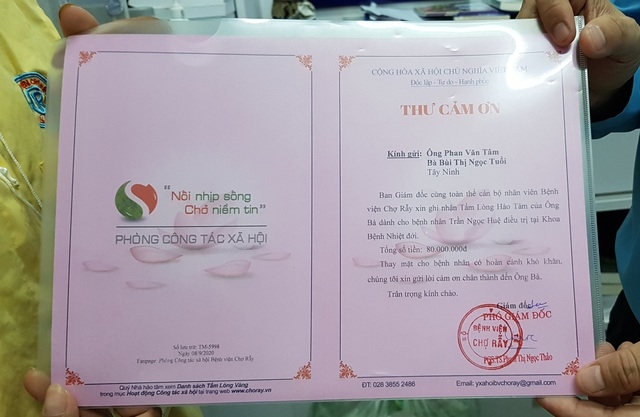 "Nối nhịp sống
Chở niềm tin"
PHÒNG CÔNG TÁC XÃ HỘI
Số lưu trữ: TM-5984
Ngày 08/9/2020
Fanpage: Phòng Công tác xã hội Bệnh viện Chợ Rẫy
Quý Nhà hảo tâm xem Danh sách Tấm Lòng Vàng
trong mục Hoạt động Công tác xã hội tại trang web www.choray.vn
CỘNG HÒA XÃ HỘI CHỦ NGHĨA VIỆT NAM
Độc lập - Tự do - Hạnh phúc
THƯ CẢM ƠN
Kính gửi: Ông Phan Văn Tâm
Bà Bùi Thị Ngọc Tuổi
Tây Ninh
Ban Giám đốc cùng toàn thể cán bộ nhân viên Bệnh
viện Chợ Rẫy xin ghi nhận Tấm Lòng Hảo Tâm của Ông
Bà dành cho bệnh nhân Trần Ngọc Huệ điều trị tại Khoa
Bệnh Nhiệt đới.
Tổng số tiền: 80.000.000đ
Thay mặt cho bệnh nhân có hoàn cảnh khó khăn,
chúng tôi xin gửi lời cảm ơn chân thành đến Ông Bà.
Trân trọng kính chào.
Giám đốc
PHÓ GIÁM ĐỐC
BỆNH VIỆN
CHỢ RẪY
PGS.TS.Phạm Thị Ngọc Thảo
ĐT: 028 3855 2485
Email: yxahoibvchoray@gmail.com